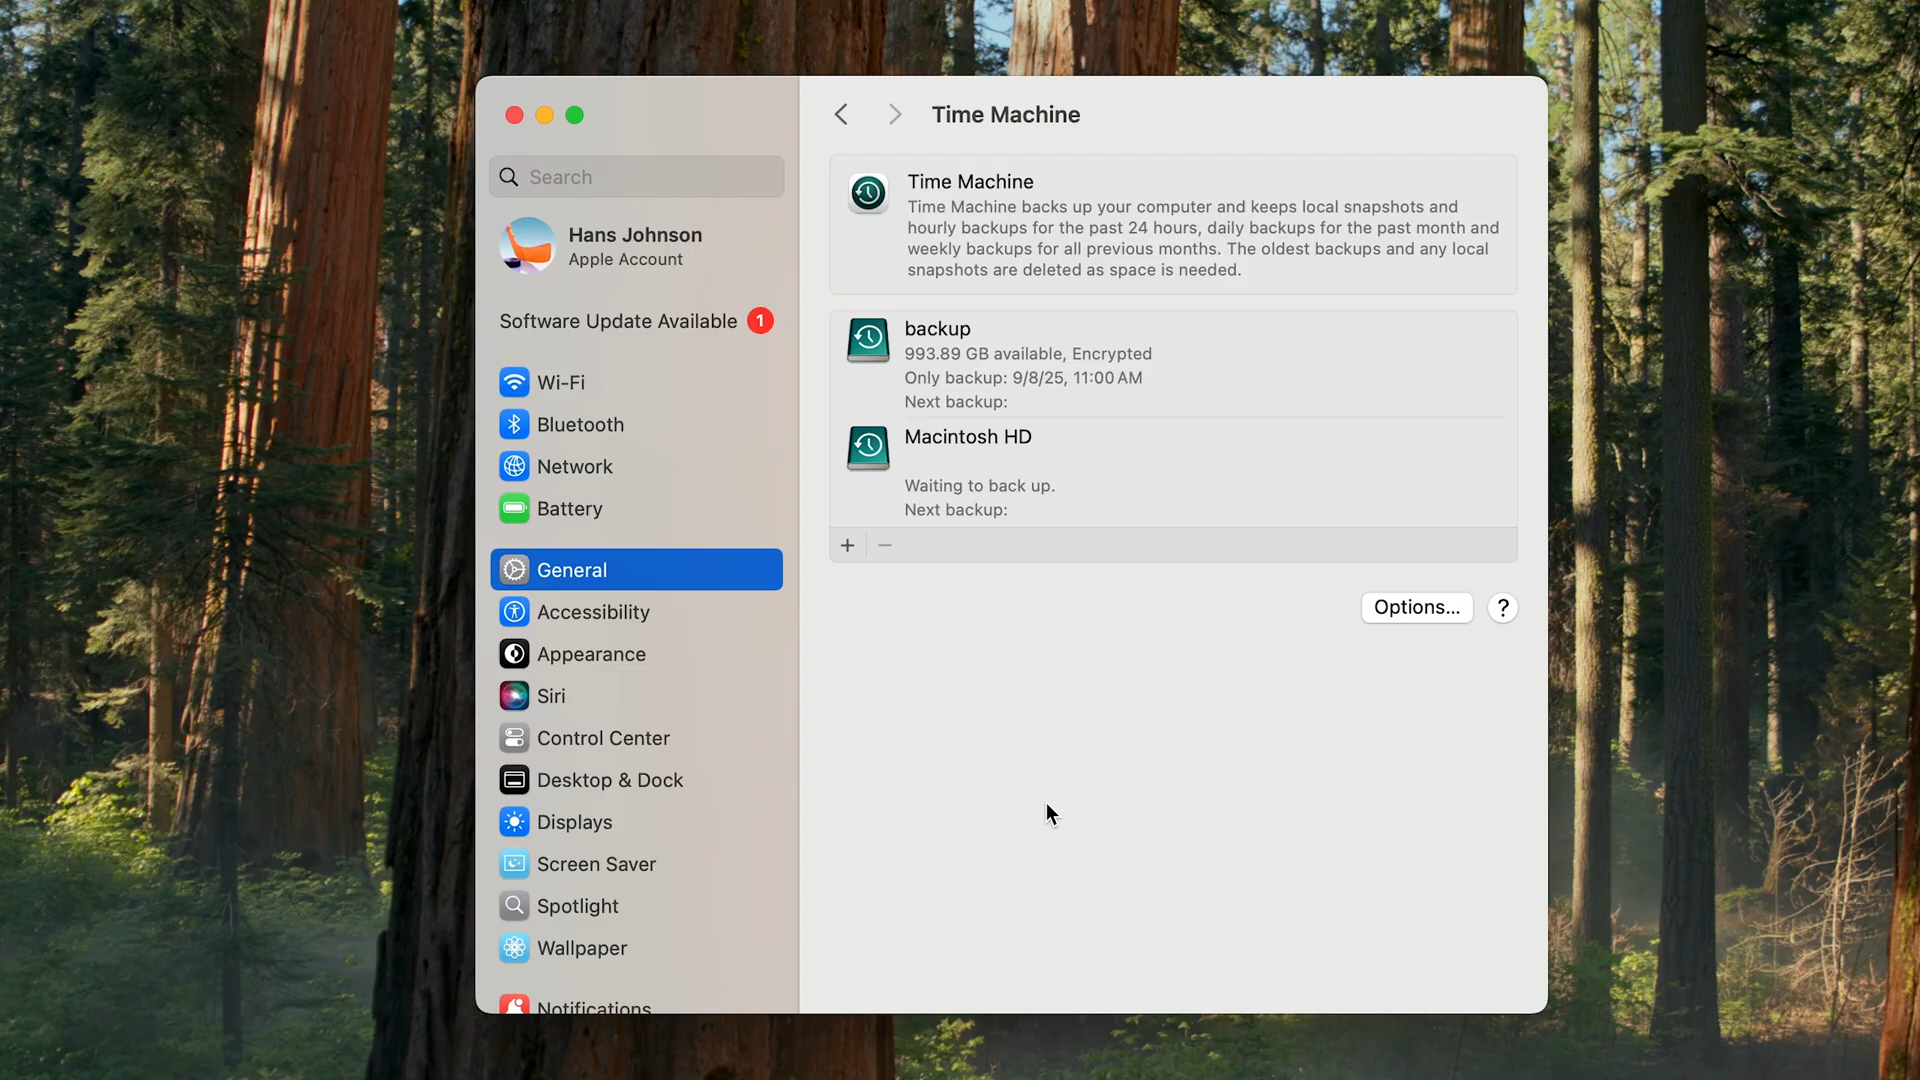 Time Machine
Search
Hans Johnson
Apple Account
Software Update Available 1
Wi-Fi
Bluetooth
Network
Battery
General
Accessibility
Appearance
Siri
Control Center
Desktop & Dock
Displays
Screen Saver
Spotlight
Wallpaper
Notifications
Time Machine
Time Machine backs up your computer and keeps local snapshots and
hourly backups for the past 24 hours, daily backups for the past month and
weekly backups for all previous months. The oldest backups and any local
snapshots are deleted as space is needed.
backup
993.89 GB available, Encrypted
Only backup: 9/8/25, 11:00 AM
Next backup:
Macintosh HD
Waiting to back up.
Next backup:
+ −
Options... ?